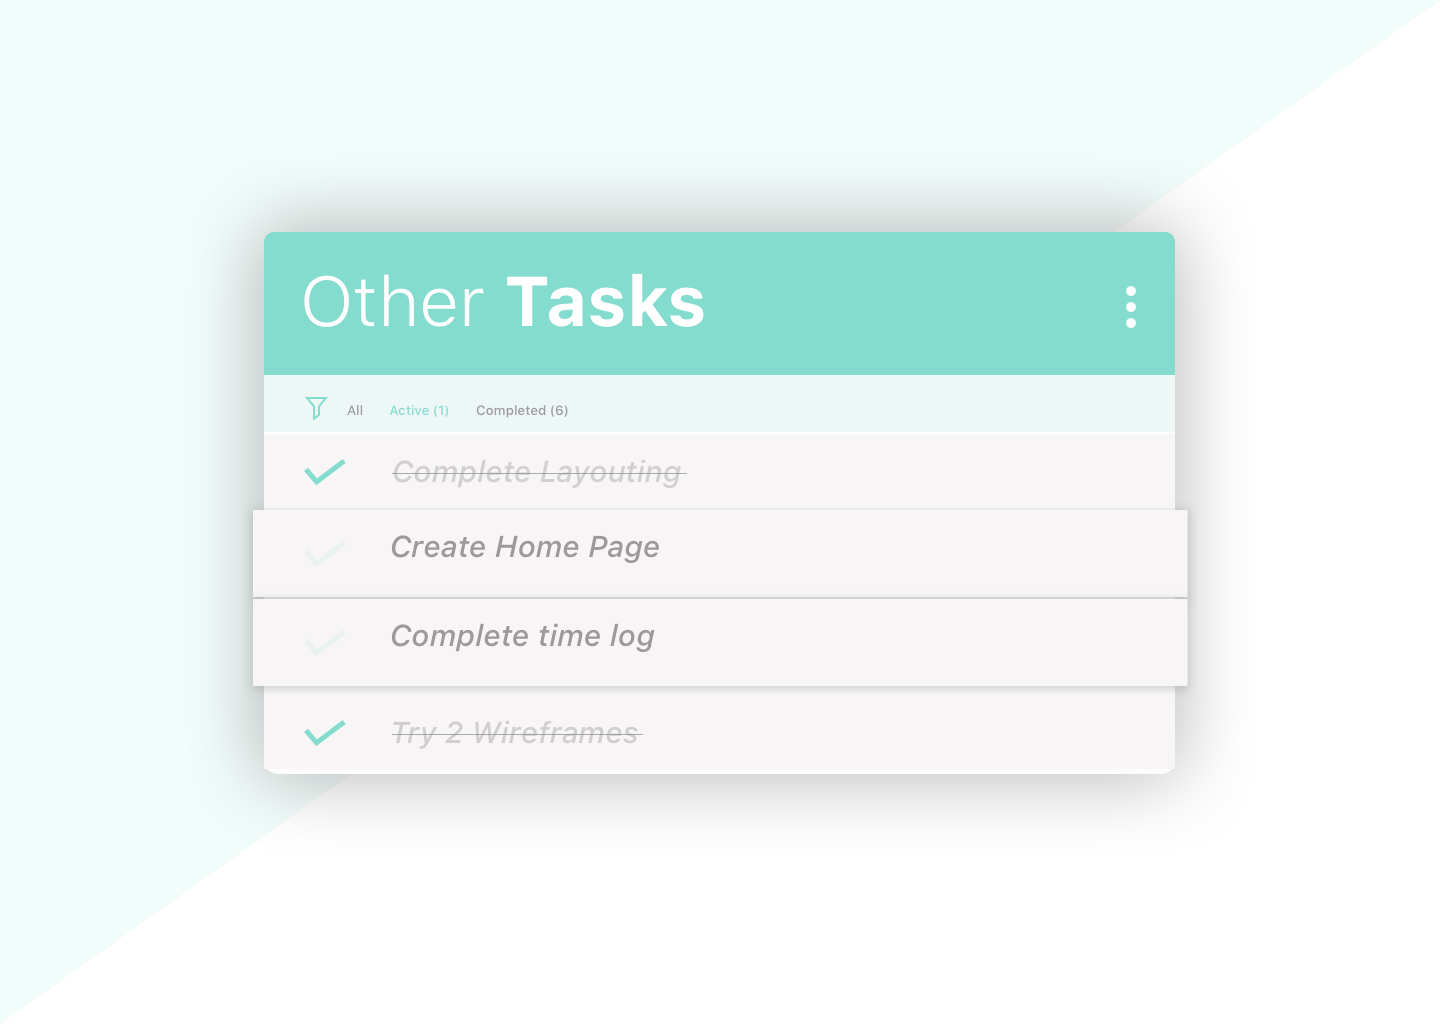 Other Tasks
All Active (1) Completed (6)
Complete Layouting
Create Home Page
Complete time log
Try 2 Wireframes